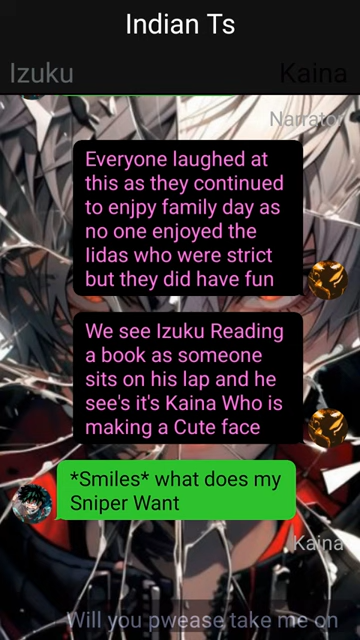 Indian Ts
Izuku Kaina
Narrator
Everyone laughed at
this as they continued
to enjpy family day as
no one enjoyed the
Iidas who were strict
but they did have fun
We see Izuku Reading
a book as someone
sits on his lap and he
see's it's Kaina Who is
making a Cute face
*Smiles* what does my
Sniper Want
Kaina
Will you pwease take me on